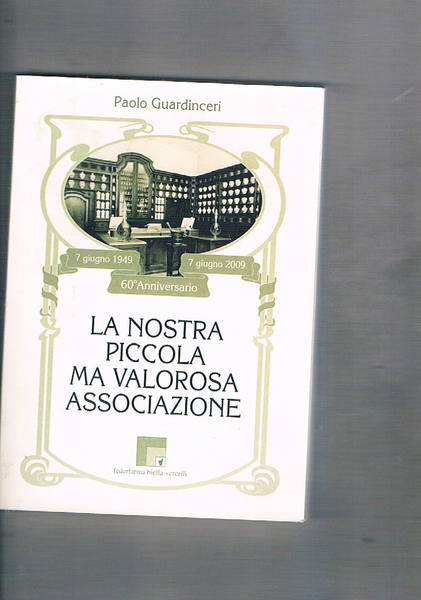 Paolo Guardinceri
7 giugno 1949
7 giugno 2009
60°Anniversario
LA NOSTRA
PICCOLA
MA VALOROSA
ASSOCIAZIONE
federfarma biella-vercelli